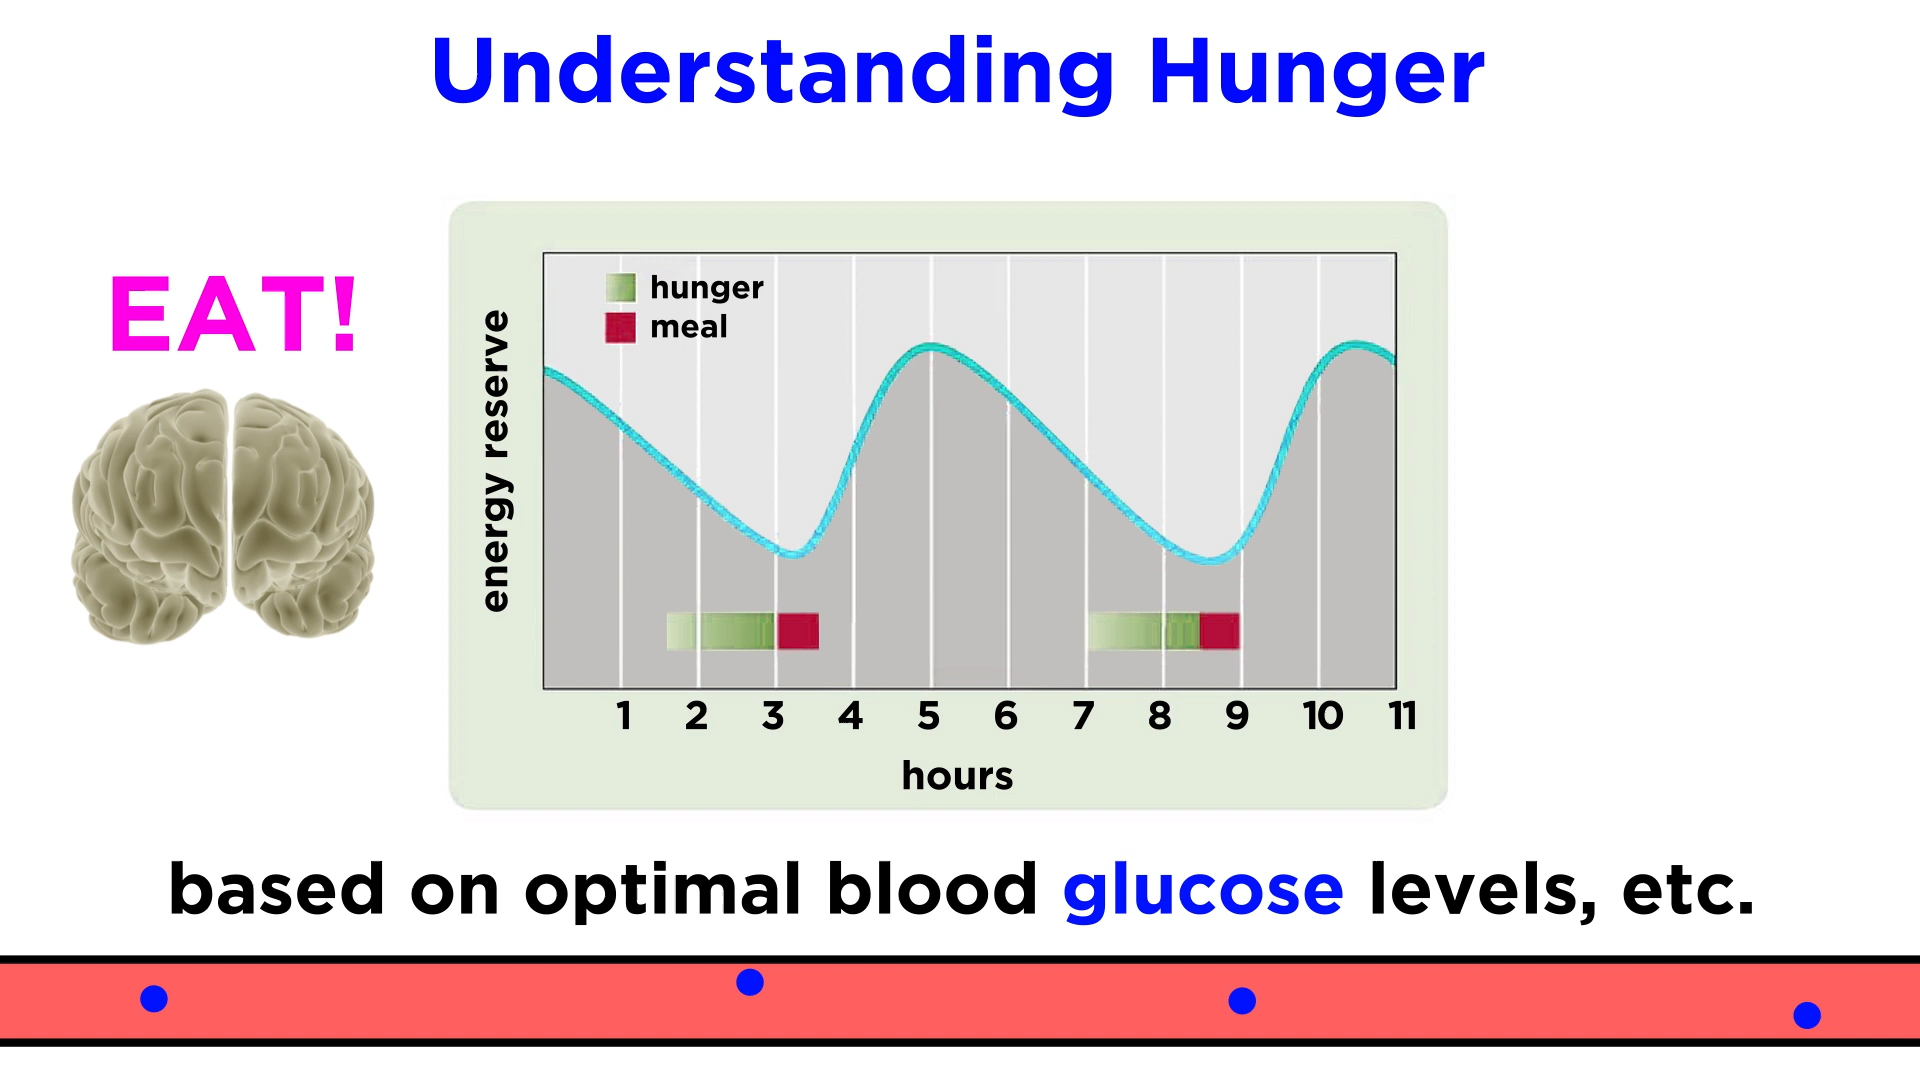 Understanding Hunger
EAT!
hunger
meal
energy reserve
1 2 3 4 5 6 7 8 9 10 11
hours
based on optimal blood glucose levels, etc.